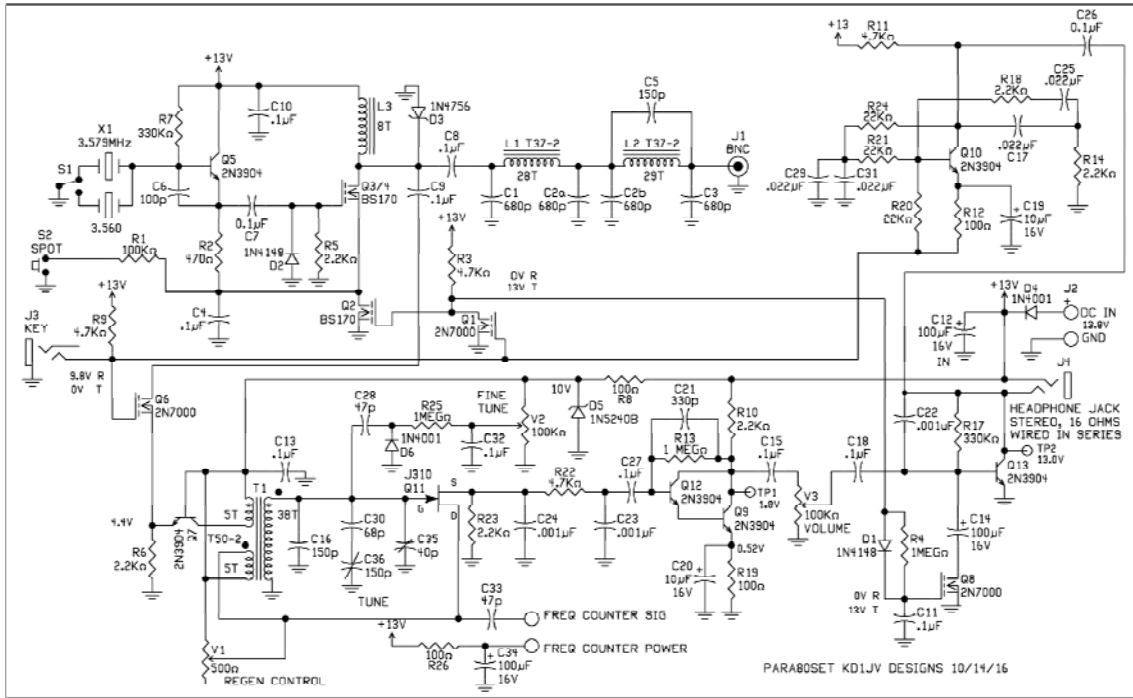 +13V
R7
330KΩ
C10
.1µF
L3
8T
1N4756
D3
C8
.1µF
C5
150p
L1 T37-2
28T
L2 T37-2
29T
J1
BNC
X1
3.579MHz
S1
3.560
C6
100p
Q5
2N3904
0.1µF
C7
Q3/4
BS170
C9
.1µF
C1
680p
C2a
680p
C2b
680p
C3
680p
S2
SPOT
R1
100KΩ
R2
470Ω
1N4148
D2
R5
2.2KΩ
+13V
R3
4.7KΩ
0V R
13V T
Q2
BS170
Q1
2N7000
C4
.1µF
+13V
R9
4.7KΩ
J3
KEY
9.8V R
0V T
Q6
2N7000
+13
R11
4.7KΩ
C26
0.1µF
R18
2.2KΩ
C25
.022µF
R24
22KΩ
R21
22KΩ
Q10
2N3904
.022µF
C17
R14
2.2KΩ
C29
.022µF
C31
.022µF
R20
22KΩ
R12
100Ω
C19
10µF
16V
+13V
D4
1N4001
J2
+
DC IN
13.8V
GND
C12
100µF
16V
IN
J4
HEADPHONE JACK
STEREO, 16 OHMS
WIRED IN SERIES
C22
.001µF
R17
330KΩ
TP2
13.0V
Q13
2N3904
C18
.1µF
C14
100µF
16V
D1
1N4148
R4
1MEGΩ
Q8
2N7000
0V R
13V T
C11
.1µF
C28
47p
R25
1MEGΩ
FINE
TUNE
1N4001
D6
C32
.1µF
V2
100KΩ
10V
D5
1N5240B
100Ω
R8
C21
330p
R13
1 MEGΩ
R10
2.2KΩ
C15
.1µF
TP1
1.0V
V3
100KΩ
VOLUME
C27
.1µF
Q12
2N3904
Q9
2N3904
0.52V
C20
10µF
16V
R19
100Ω
R22
4.7KΩ
R23
2.2KΩ
C24
.001µF
C23
.001µF
J310
Q11
S
G
D
C13
.1µF
T1
5T
38T
T50-2
5T
4.4V
R6
2.2KΩ
2N3904
Q7
C16
150p
C30
68p
C36
150p
C35
40p
TUNE
C33
47p
FREQ COUNTER SIG
+13V
100Ω
R26
C34
100µF
16V
FREQ COUNTER POWER
V1
500Ω
REGEN CONTROL
PARA80SET KD1JV DESIGNS 10/14/16